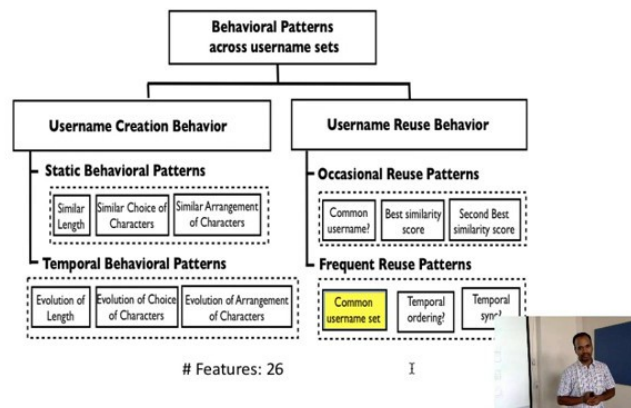 Behavioral Patterns
across username sets
Username Creation Behavior
Username Reuse Behavior
Static Behavioral Patterns
Similar
Length
Similar Choice of
Characters
Similar Arrangement
of Characters
Temporal Behavioral Patterns
Evolution of
Length
Evolution of Choice
of Characters
Evolution of Arrangement
of Characters
Occasional Reuse Patterns
Common
username?
Best similarity
score
Second Best
similarity score
Frequent Reuse Patterns
Common
username set
Temporal
ordering?
Temporal
sync?
# Features: 26